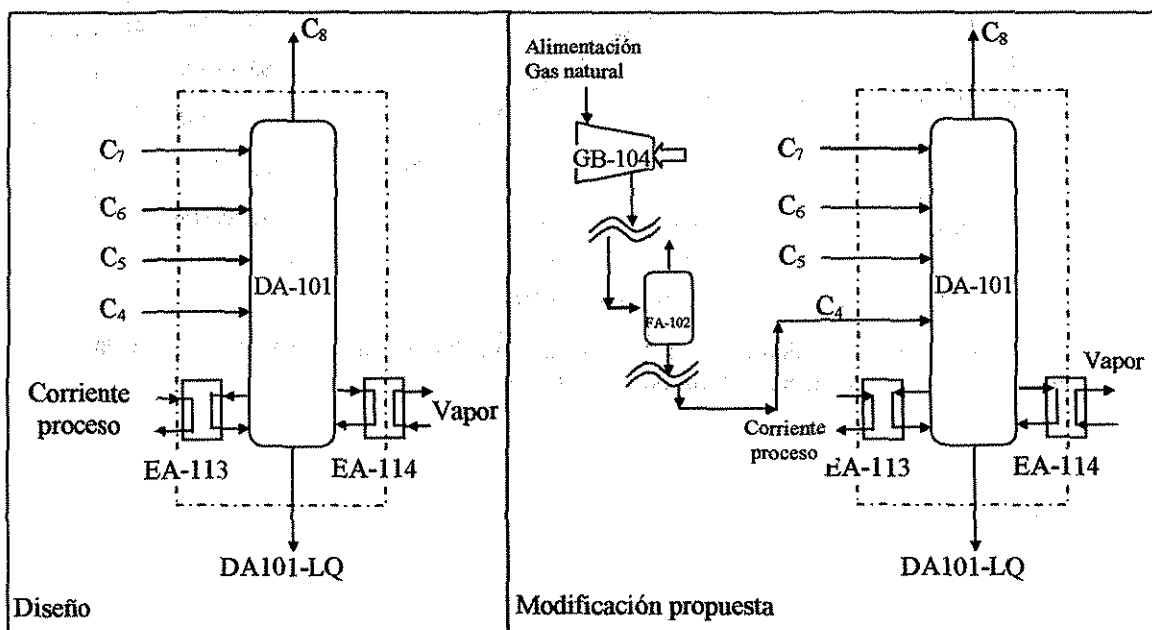 C₈
C₇
C₆
C₅
DA-101
C₄
Corriente
proceso
Vapor
EA-113
EA-114
DA101-LQ
Diseño
Alimentación
Gas natural
GB-104
FA-102
C₈
C₇
C₆
C₅
DA-101
C₄
Vapor
Corriente
proceso
EA-113
EA-114
DA101-LQ
Modificación propuesta